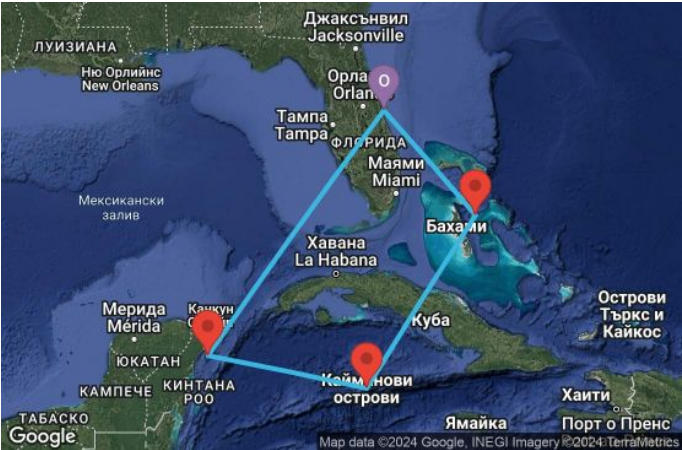 Джаксънвил
Jacksonville
ЛУИЗИАНА
Ню Орлийнс
New Orleans
Орла
Orlan
O
Тампа
Tampa
ФЛОРИДА
Маями
Miami
Мексикански
залив
Бахами
Хавана
La Habana
Мерида
Mérida
Канкун
Куба
Острови
Търкс и
Кайкос
ЮКАТАН
КАМПЕЧЕ
КИНТАНА
РОО
Кайманови
острови
Хаити
ТАБАСКО
Ямайка
Порт о Пренс
Google
Map data ©2024 Google, INEGI Imagery ©2024 TerraMetrics